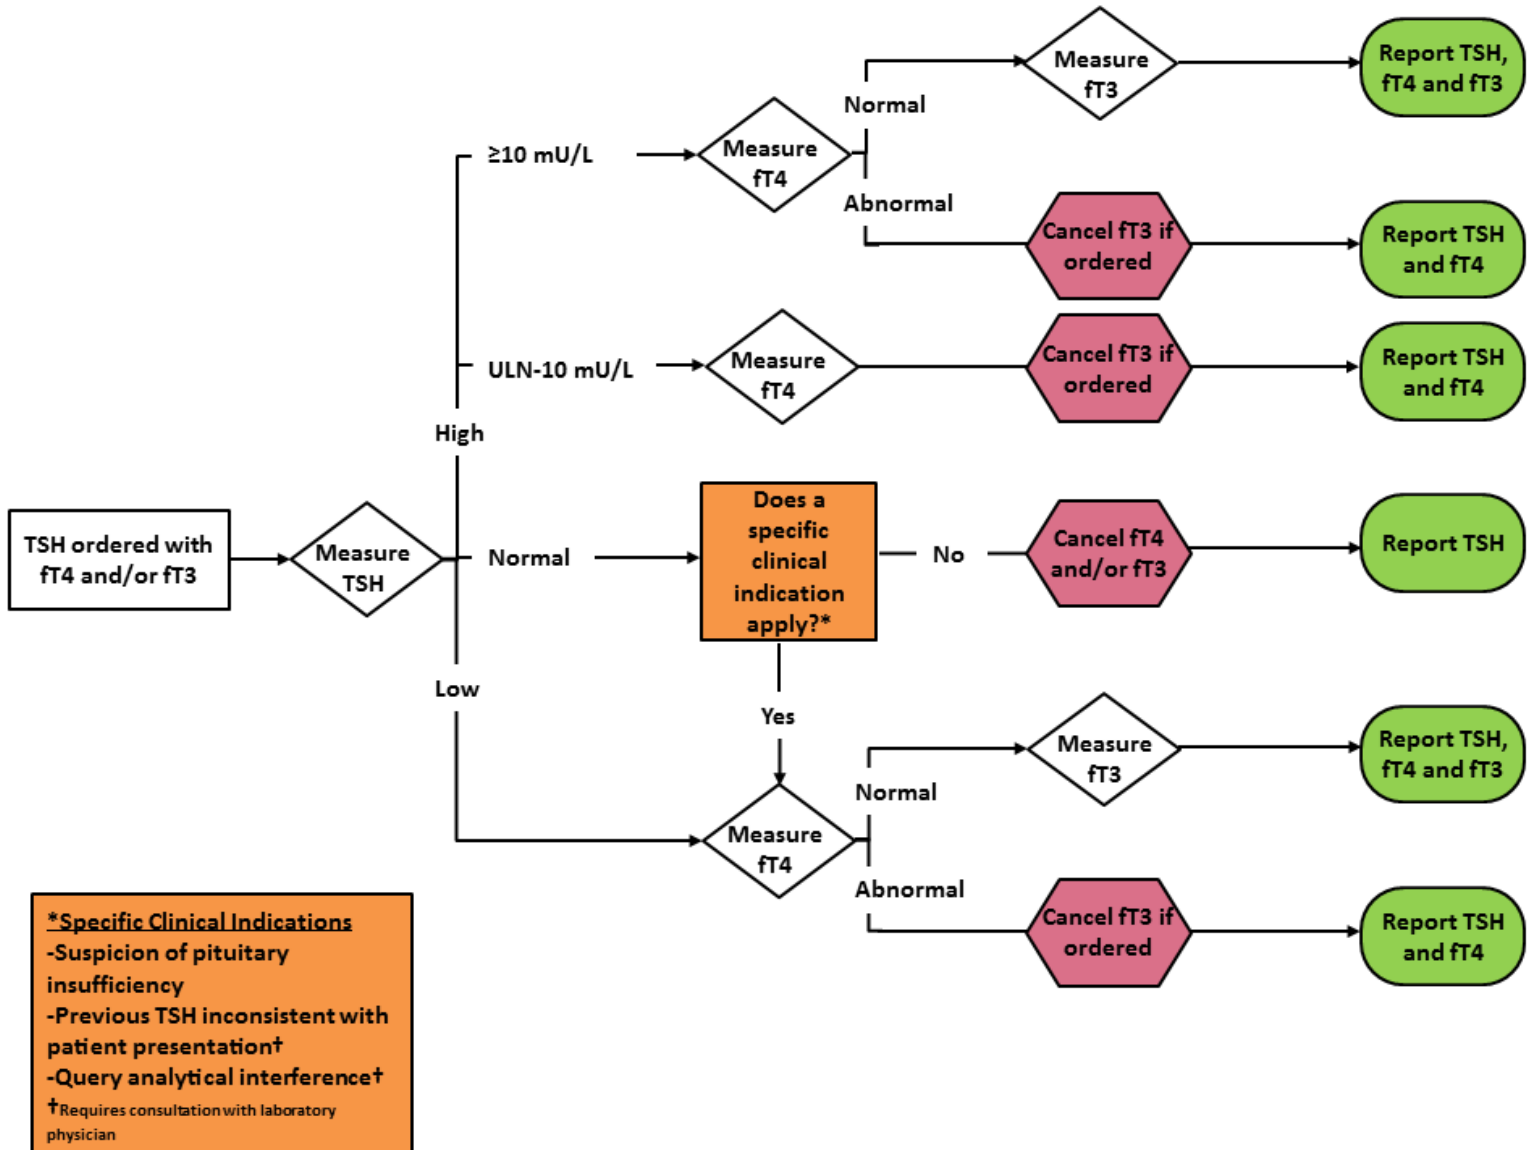 Measure
fT3
Report TSH,
fT4 and fT3
Normal
≥10 mU/L
Measure
fT4
Abnormal
Cancel fT3 if
ordered
Report TSH
and fT4
ULN-10 mU/L
Measure
fT4
Cancel fT3 if
ordered
Report TSH
and fT4
High
TSH ordered with
fT4 and/or fT3
Measure
TSH
Normal
Does a
specific
clinical
indication
apply?*
No
Cancel fT4
and/or fT3
Report TSH
Low
Yes
Measure
fT4
Normal
Measure
fT3
Report TSH,
fT4 and fT3
Abnormal
Cancel fT3 if
ordered
Report TSH
and fT4
*Specific Clinical Indications
-Suspicion of pituitary
insufficiency
-Previous TSH inconsistent with
patient presentation†
-Query analytical interference†
†Requires consultation with laboratory
physician